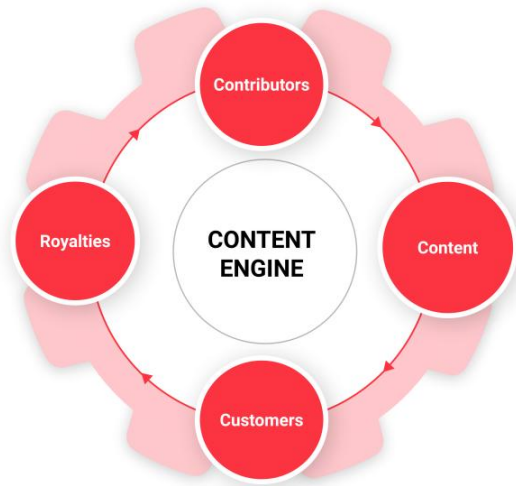 Contributors
Royalties
CONTENT
ENGINE
Content
Customers